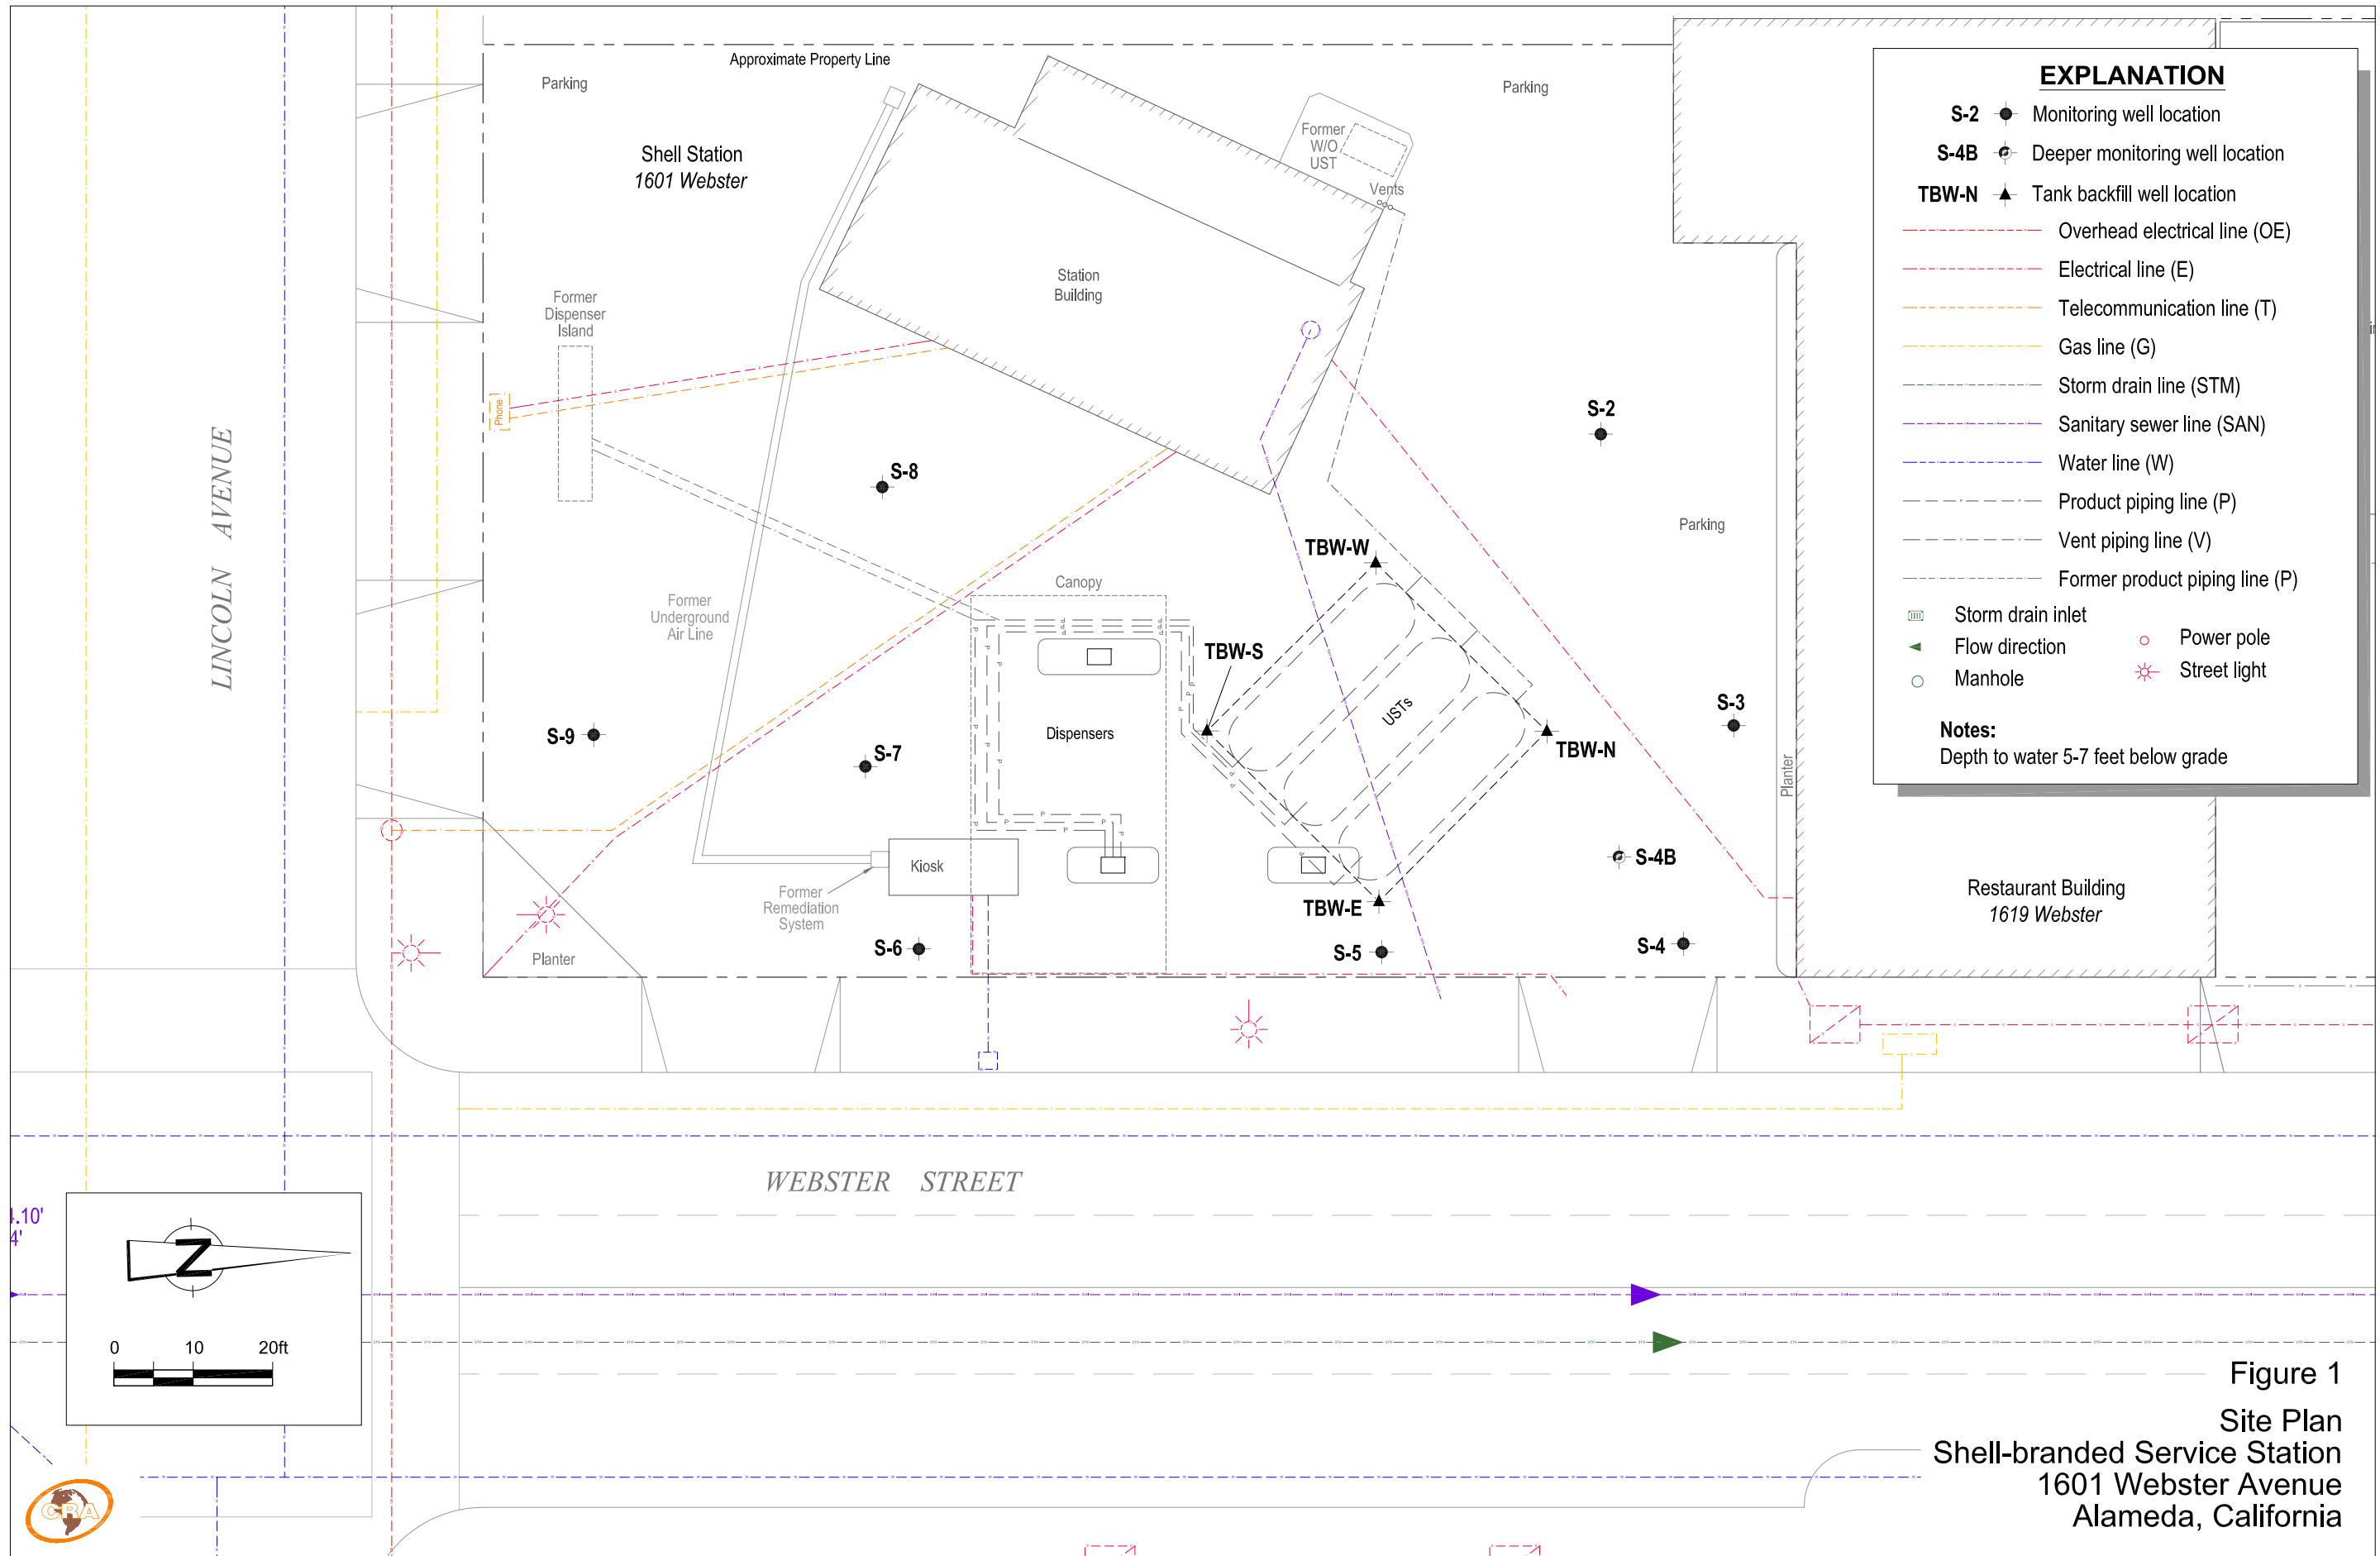 Approximate Property Line
Parking
Parking
Shell Station
1601 Webster
Former
W/O
UST
Vents
Station
Building
Former
Dispenser
Island
Phone
LINCOLN AVENUE
S-2
S-8
Parking
TBW-W
Canopy
Former
Underground
Air Line
TBW-S
USTs
S-3
S-9
S-7
Dispensers
TBW-N
Planter
Kiosk
S-4B
Former
Remediation
System
TBW-E
Restaurant Building
1619 Webster
S-6
S-5
S-4
Planter
EXPLANATION
S-2 Monitoring well location
S-4B Deeper monitoring well location
TBW-N Tank backfill well location
Overhead electrical line (OE)
Electrical line (E)
Telecommunication line (T)
Gas line (G)
Storm drain line (STM)
Sanitary sewer line (SAN)
Water line (W)
Product piping line (P)
Vent piping line (V)
Former product piping line (P)
Storm drain inlet
Flow direction
Manhole
Power pole
Street light
Notes:
Depth to water 5-7 feet below grade
WEBSTER STREET
.10'
4'
N
0 10 20ft
CRA
Figure 1
Site Plan
Shell-branded Service Station
1601 Webster Avenue
Alameda, California